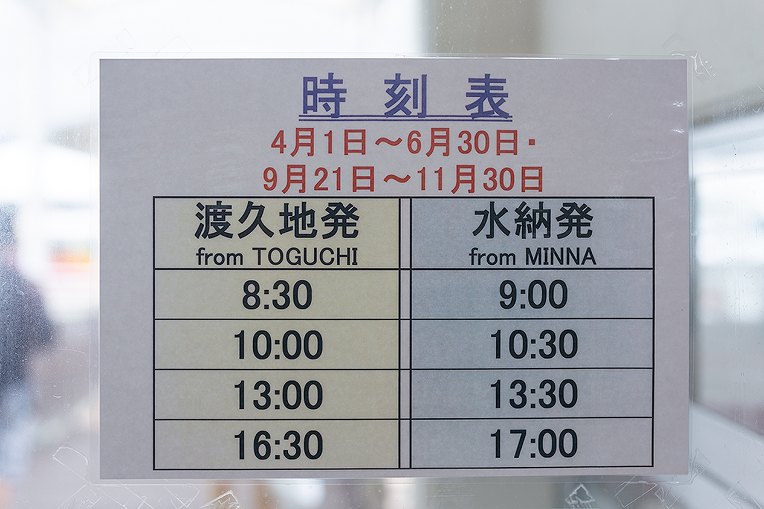 時刻表
4月1日～6月30日・
9月21日～11月30日
渡久地発 水納発
from TOGUCHI from MINNA
8:30 9:00
10:00 10:30
13:00 13:30
16:30 17:00